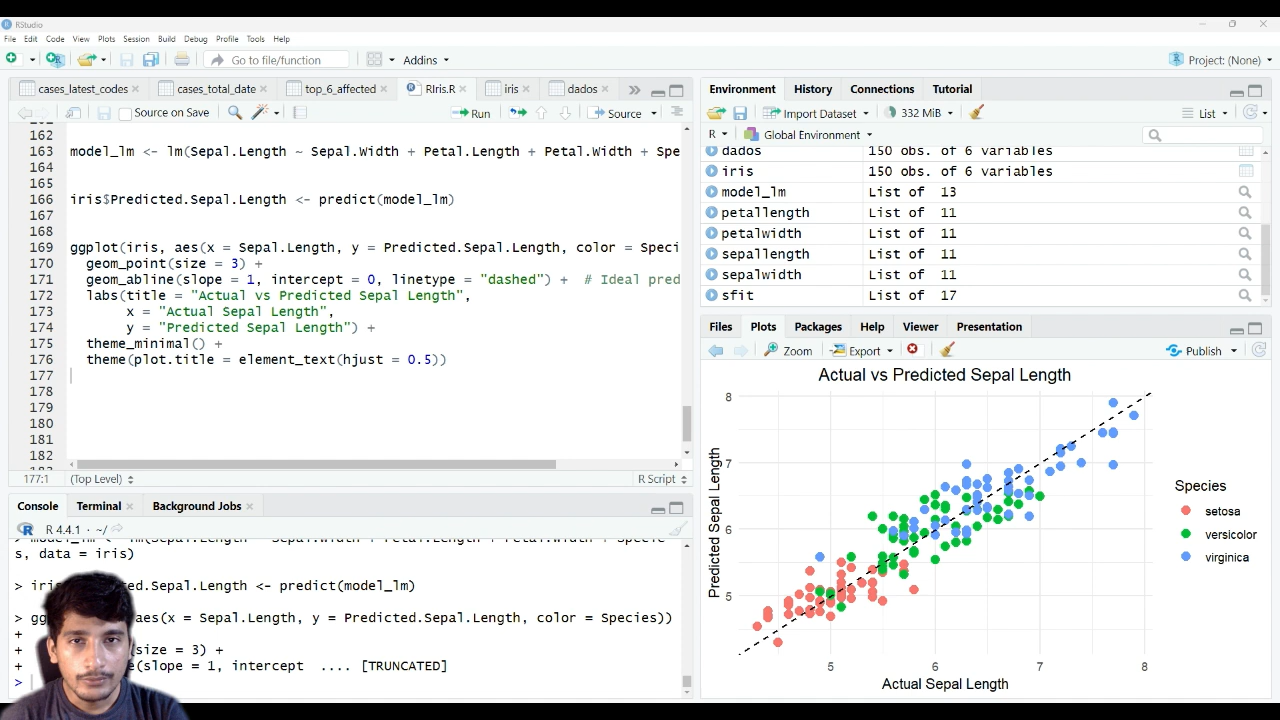 RStudio
File Edit Code View Plots Session Build Debug Profile Tools Help
Go to file/function Addins Project: (None)
cases_latest_codes cases_total_date top_6_affected RIris.R iris dados
Source on Save Run Source
162
163 model_lm <- lm(Sepal.Length ~ Sepal.Width + Petal.Length + Petal.Width + Spe
164
165
166 iris$Predicted.Sepal.Length <- predict(model_lm)
167
168
169 ggplot(iris, aes(x = Sepal.Length, y = Predicted.Sepal.Length, color = Speci
170 geom_point(size = 3) +
171 geom_abline(slope = 1, intercept = 0, linetype = "dashed") + # Ideal pred
172 labs(title = "Actual vs Predicted Sepal Length",
173 x = "Actual Sepal Length",
174 y = "Predicted Sepal Length") +
175 theme_minimal() +
176 theme(plot.title = element_text(hjust = 0.5))
177
178
179
180
181
182
177:1 (Top Level) R Script
Console Terminal Background Jobs
R 4.4.1 · ~/
s, data = iris)
> iris
ed.Sepal.Length <- predict(model_lm)
> gg
aes(x = Sepal.Length, y = Predicted.Sepal.Length, color = Species))
+
+ size = 3) +
+ e(slope = 1, intercept .... [TRUNCATED]
>
Environment History Connections Tutorial
Import Dataset 332 MiB List
R Global Environment
dados 150 obs. of 6 variables
iris 150 obs. of 6 variables
model_lm List of 13
petallength List of 11
petalwidth List of 11
sepallength List of 11
sepalwidth List of 11
sfit List of 17
Files Plots Packages Help Viewer Presentation
Zoom Export Publish
Actual vs Predicted Sepal Length
8
7
6
5
Predicted Sepal Length
5 6 7 8
Actual Sepal Length
Species
setosa
versicolor
virginica